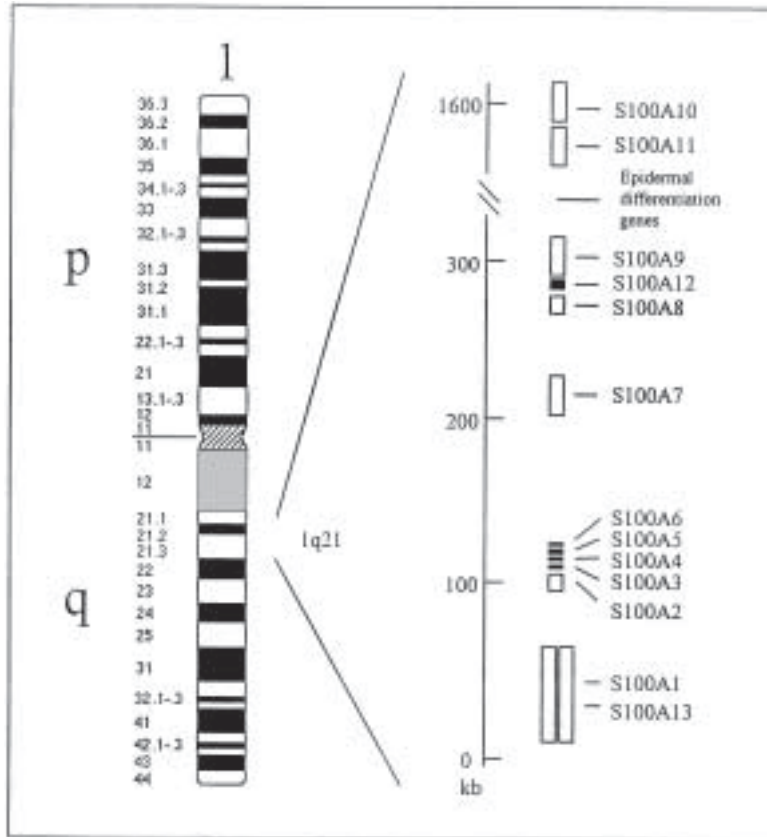 1
36.3
36.2
36.1
35
34.1-.3
33
32.1-.3
31.3
31.2
31.1
22.1-.3
21
13.1-.3
12
11
11
12
21.1
21.2
21.3
22
23
24
25
31
32.1-.3
41
42.1-.3
43
44
p
q
1q21
1600
300
200
100
0
kb
S100A10
S100A11
Epidermal
differentiation
genes
S100A9
S100A12
S100A8
S100A7
S100A6
S100A5
S100A4
S100A3
S100A2
S100A1
S100A13